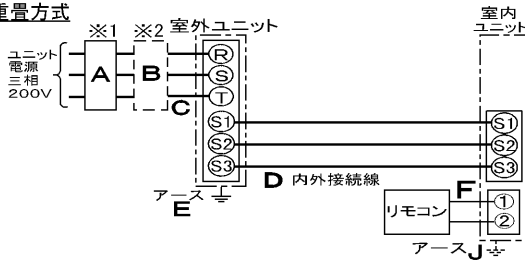 重畳方式
※1
※2
室外ユニット
室内
ユニット
ユニット
電源
三相
200V
A
B
C
R
S
T
S1
S2
S3
S1
S2
S3
D 内外接続線
アース
E
F
リモコン
1
2
アース
J